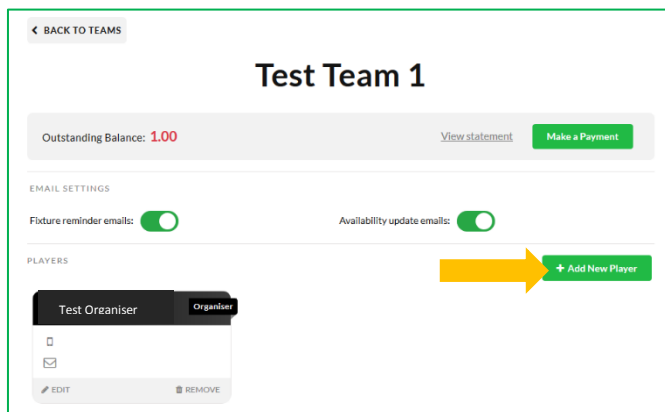 BACK TO TEAMS
Test Team 1
Outstanding Balance: 1.00 View statement Make a Payment
EMAIL SETTINGS
Fixture reminder emails: Availability update emails:
PLAYERS + Add New Player
Test Organiser Organiser
EDIT REMOVE